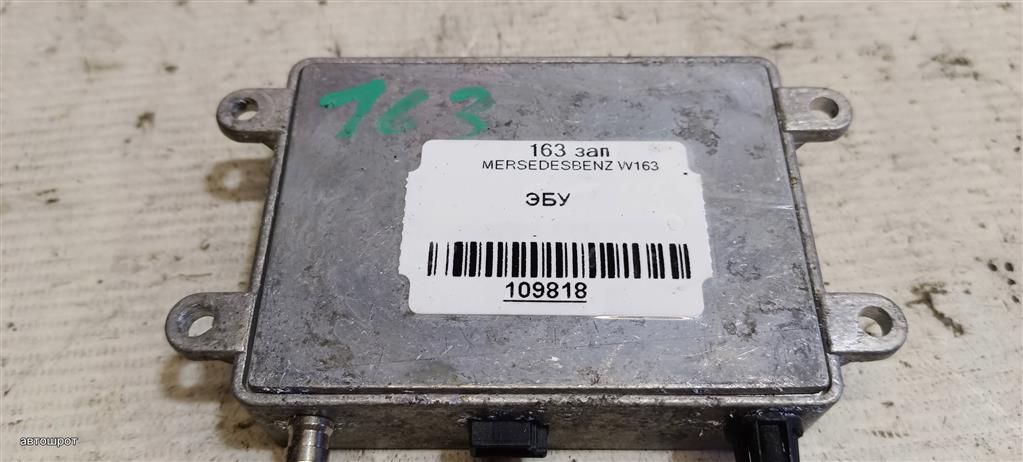 163
163 зап
MERSEDESBENZ W163
ЭБУ
109818
автошрот